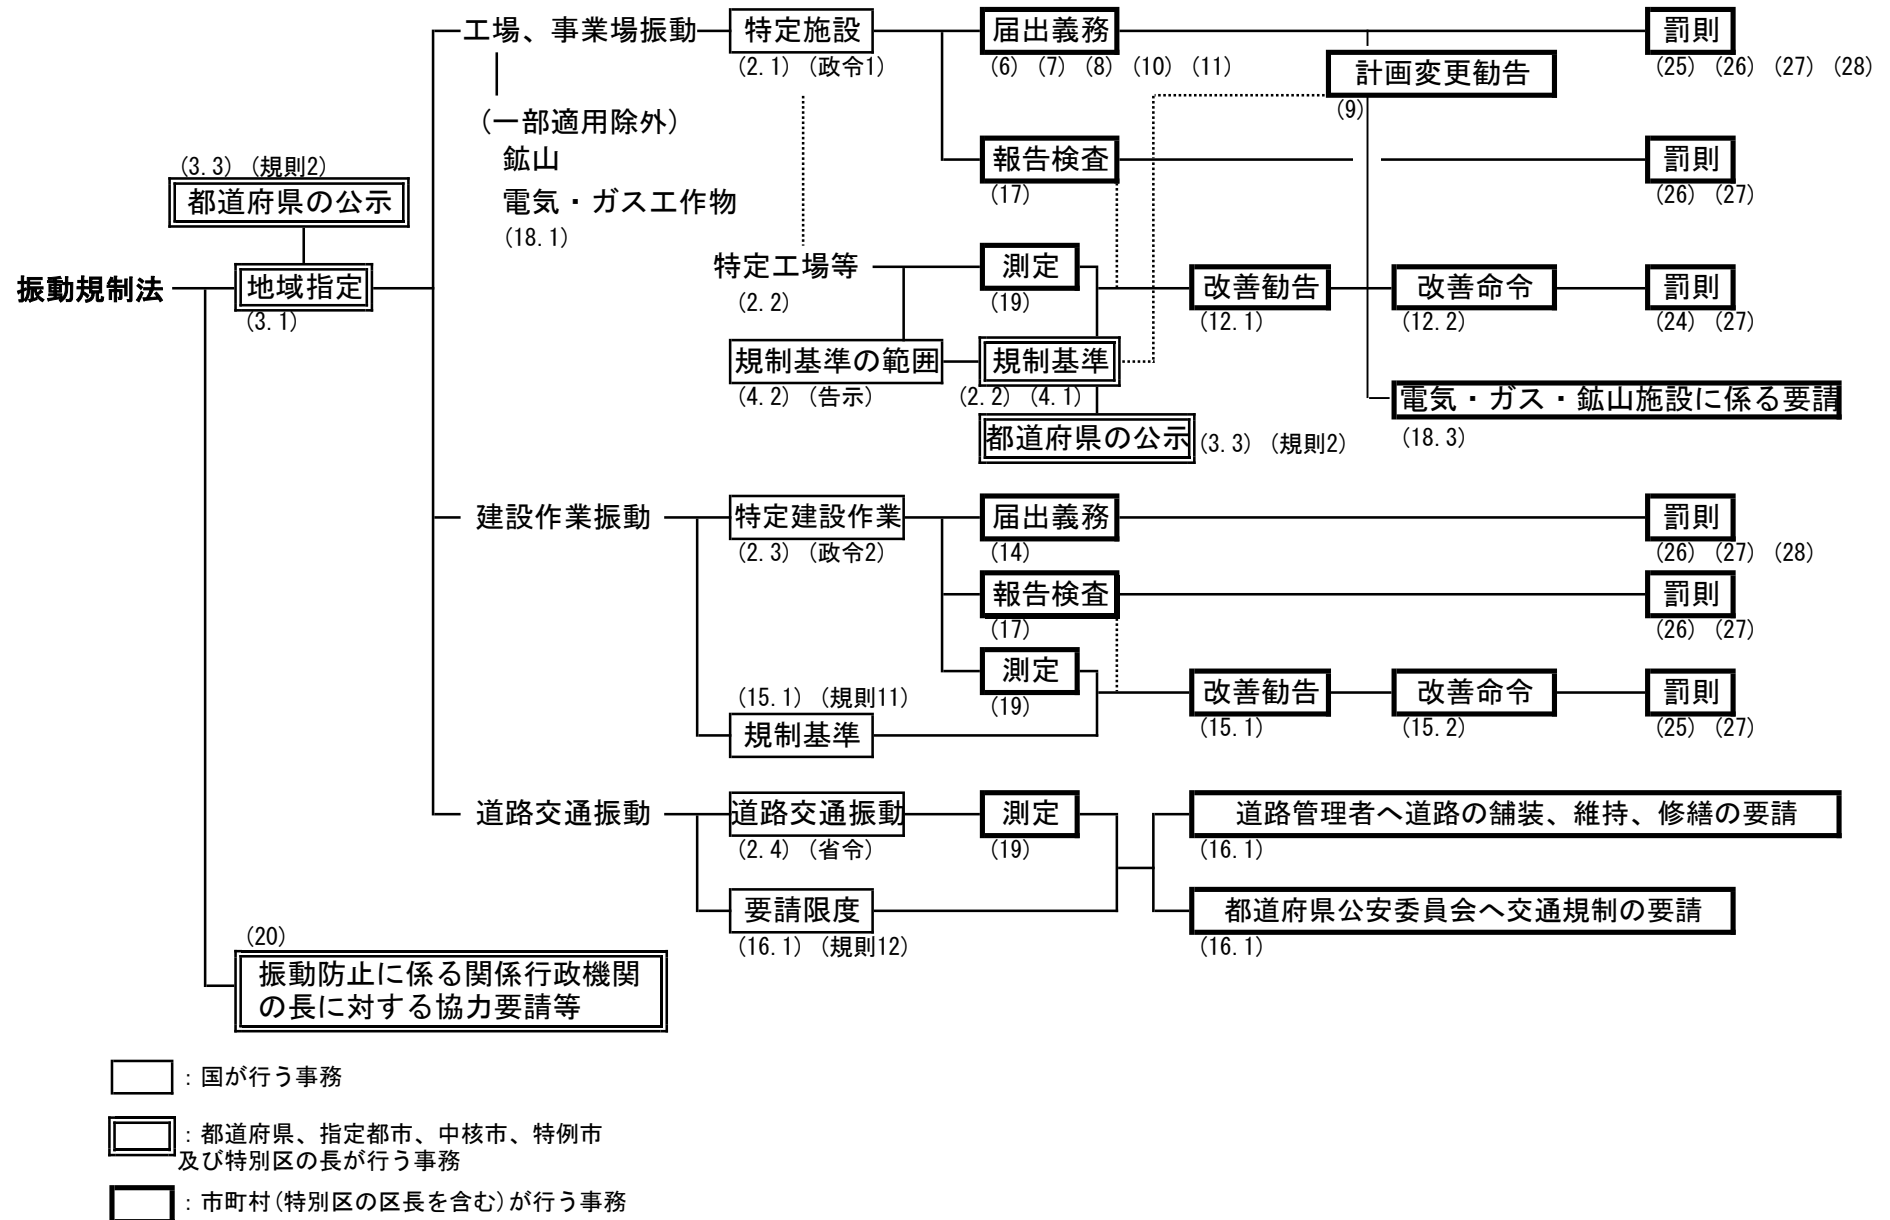 工場、事業場振動
特定施設
(2.1) (政令1)
届出義務
(6) (7) (8) (10) (11)
罰則
(25) (26) (27) (28)
計画変更勧告
(9)
(一部適用除外)
鉱山
電気・ガス工作物
(18.1)
報告検査
(17)
罰則
(26) (27)
(3.3) (規則2)
都道府県の公示
振動規制法
地域指定
(3.1)
特定工場等
(2.2)
測定
(19)
改善勧告
(12.1)
改善命令
(12.2)
罰則
(24) (27)
規制基準の範囲
(4.2) (告示)
規制基準
(2.2) (4.1)
都道府県の公示
(3.3) (規則2)
電気・ガス・鉱山施設に係る要請
(18.3)
建設作業振動
特定建設作業
(2.3) (政令2)
届出義務
(14)
罰則
(26) (27) (28)
報告検査
(17)
罰則
(26) (27)
測定
(19)
(15.1) (規則11)
規制基準
改善勧告
(15.1)
改善命令
(15.2)
罰則
(25) (27)
道路交通振動
道路交通振動
(2.4) (省令)
測定
(19)
道路管理者へ道路の舗装、維持、修繕の要請
(16.1)
要請限度
(16.1) (規則12)
都道府県公安委員会へ交通規制の要請
(16.1)
(20)
振動防止に係る関係行政機関
の長に対する協力要請等
：国が行う事務
：都道府県、指定都市、中核市、特例市
及び特別区の長が行う事務
：市町村(特別区の区長を含む)が行う事務